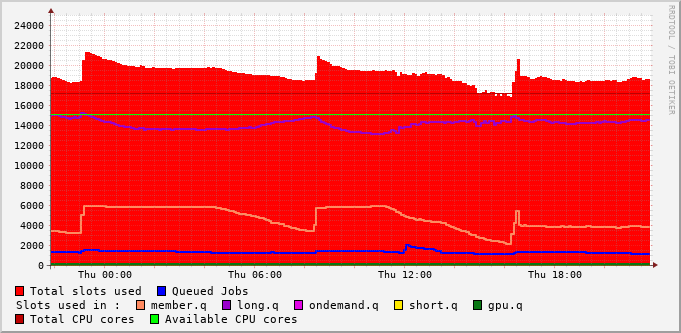 RRDTOOL / TOBI OETIKER
24000
22000
20000
18000
16000
14000
12000
10000
8000
6000
4000
2000
0
Thu 00:00 Thu 06:00 Thu 12:00 Thu 18:00
Total slots used Queued Jobs
Slots used in : member.q long.q ondemand.q short.q gpu.q
Total CPU cores Available CPU cores